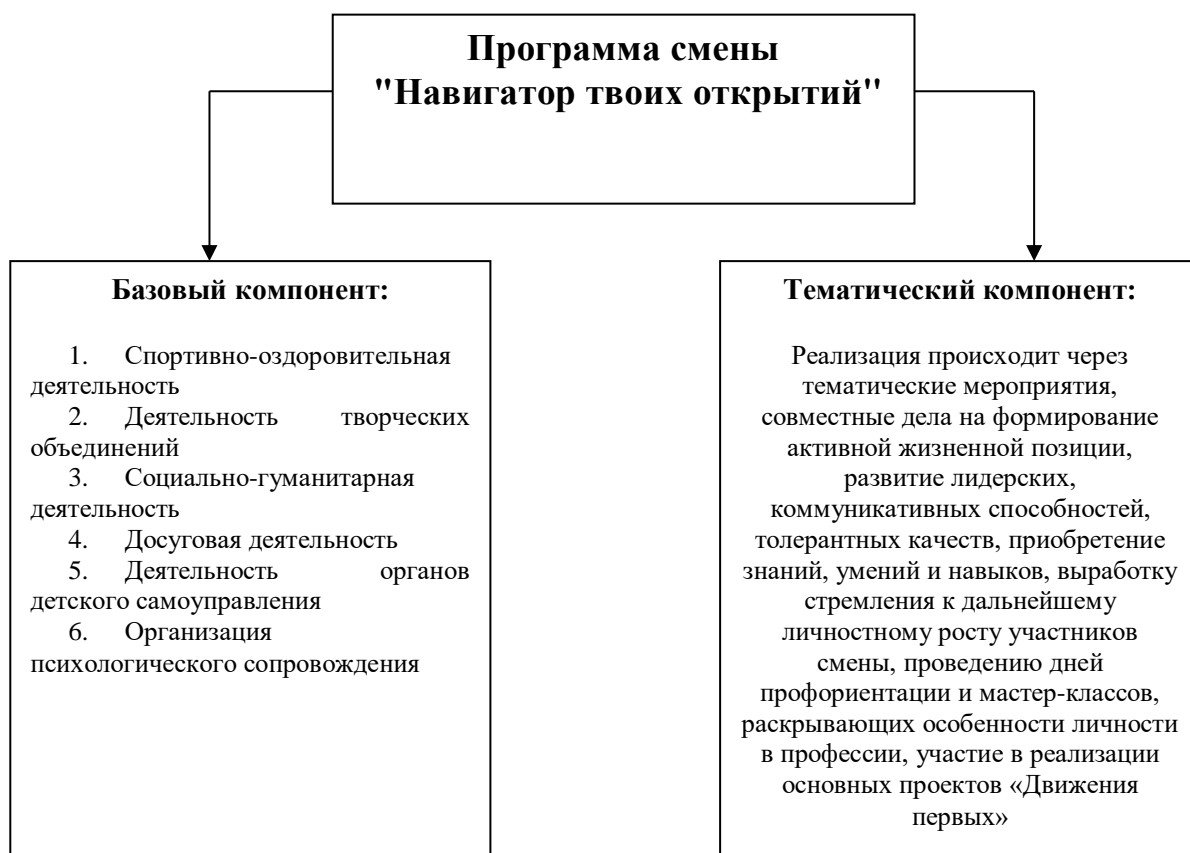 Программа смены
"Навигатор твоих открытий"
Базовый компонент:
1. Спортивно-оздоровительная
деятельность
2. Деятельность творческих
объединений
3. Социально-гуманитарная
деятельность
4. Досуговая деятельность
5. Деятельность органов
детского самоуправления
6. Организация
психологического сопровождения
Тематический компонент:
Реализация происходит через
тематические мероприятия,
совместные дела на формирование
активной жизненной позиции,
развитие лидерских,
коммуникативных способностей,
толерантных качеств, приобретение
знаний, умений и навыков, выработку
стремления к дальнейшему
личностному росту участников
смены, проведению дней
профориентации и мастер-классов,
раскрывающих особенности личности
в профессии, участие в реализации
основных проектов «Движения
первых»